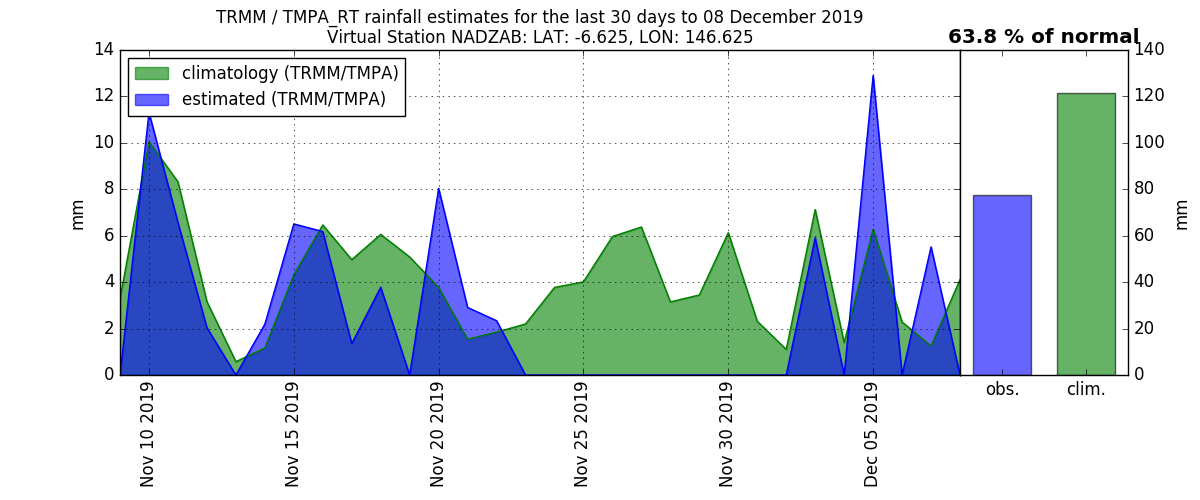 TRMM / TMPA_RT rainfall estimates for the last 30 days to 08 December 2019
Virtual Station NADZAB: LAT: -6.625, LON: 146.625
63.8 % of normal
climatology (TRMM/TMPA)
estimated (TRMM/TMPA)
14
12
10
8
6
4
2
0
mm
Nov 10 2019
Nov 15 2019
Nov 20 2019
Nov 25 2019
Nov 30 2019
Dec 05 2019
obs.
clim.
140
120
100
80
60
40
20
0
mm